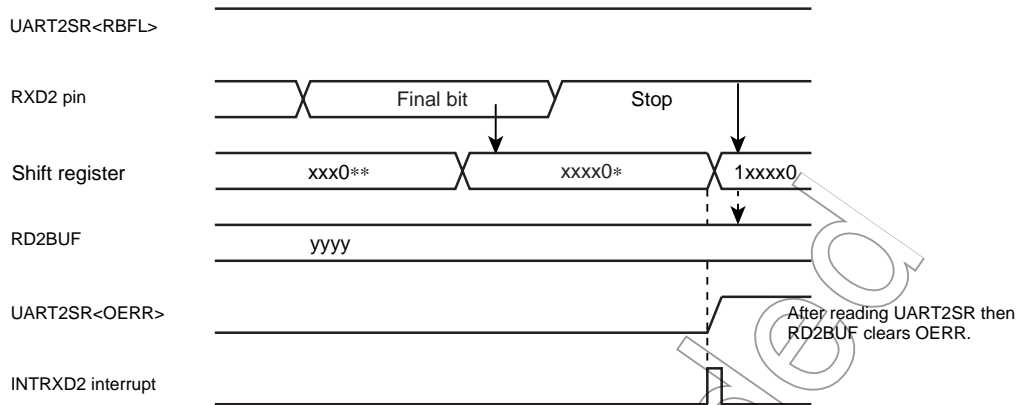 UART2SR<RBFL>
RXD2 pin
Final bit
Stop
Shift register
xxx0**
xxxx0*
1xxxx0
RD2BUF
yyyy
UART2SR<OERR>
After reading UART2SR then
RD2BUF clears OERR.
INTRXD2 interrupt